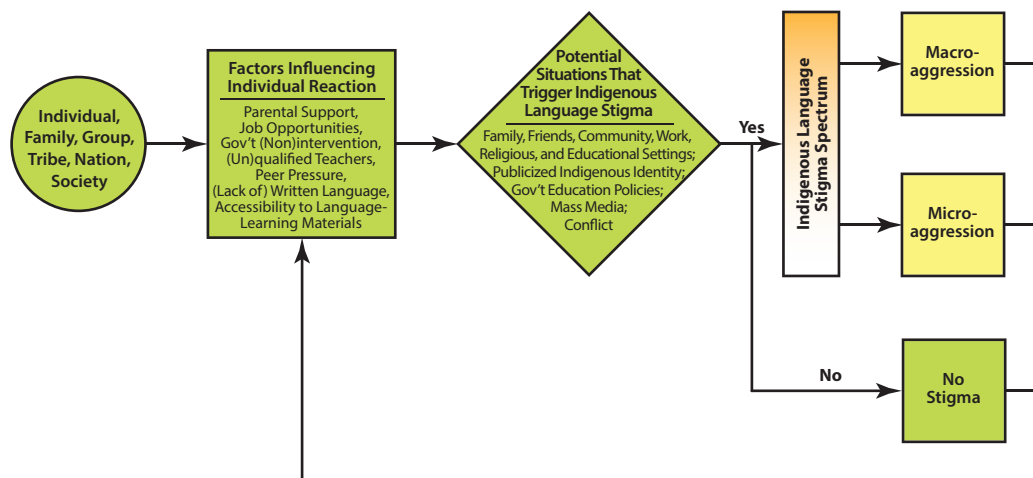 Individual,
Family, Group,
Tribe, Nation,
Society
Factors Influencing
Individual Reaction
Parental Support,
Job Opportunities,
Gov't (Non)intervention,
(Un)qualified Teachers,
Peer Pressure,
(Lack of) Written Language,
Accessibility to Language-
Learning Materials
Potential
Situations That
Trigger Indigenous
Language Stigma
Family, Friends, Community, Work,
Religious, and Educational Settings;
Publicized Indigenous Identity;
Gov't Education Policies;
Mass Media;
Conflict
Yes
No
Indigenous Language
Stigma Spectrum
Macro-
aggression
Micro-
aggression
No
Stigma